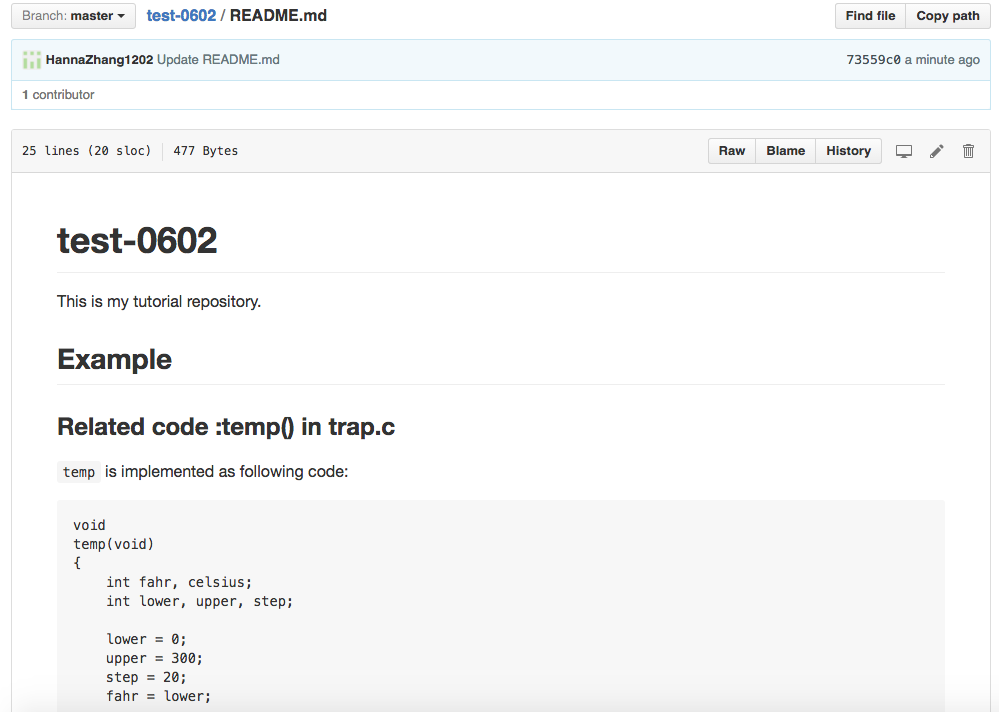 Branch: master test-0602 / README.md Find file Copy path
HannaZhang1202 Update README.md 73559c0 a minute ago
1 contributor
25 lines (20 sloc) 477 Bytes Raw Blame History
test-0602
This is my tutorial repository.
Example
Related code :temp() in trap.c
temp is implemented as following code:
void
temp(void)
{
    int fahr, celsius;
    int lower, upper, step;
    lower = 0;
    upper = 300;
    step = 20;
    fahr = lower;